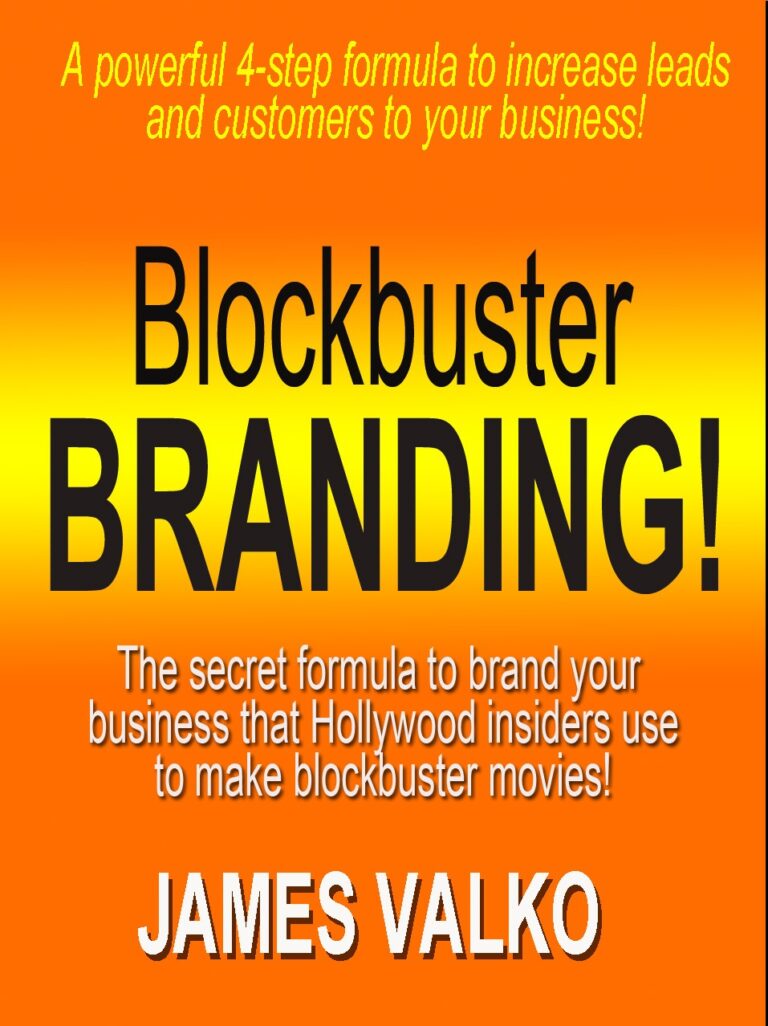 A powerful 4-step formula to increase leads
and customers to your business!
Blockbuster
BRANDING!
The secret formula to brand your
business that Hollywood insiders use
to make blockbuster movies!
JAMES VALKO